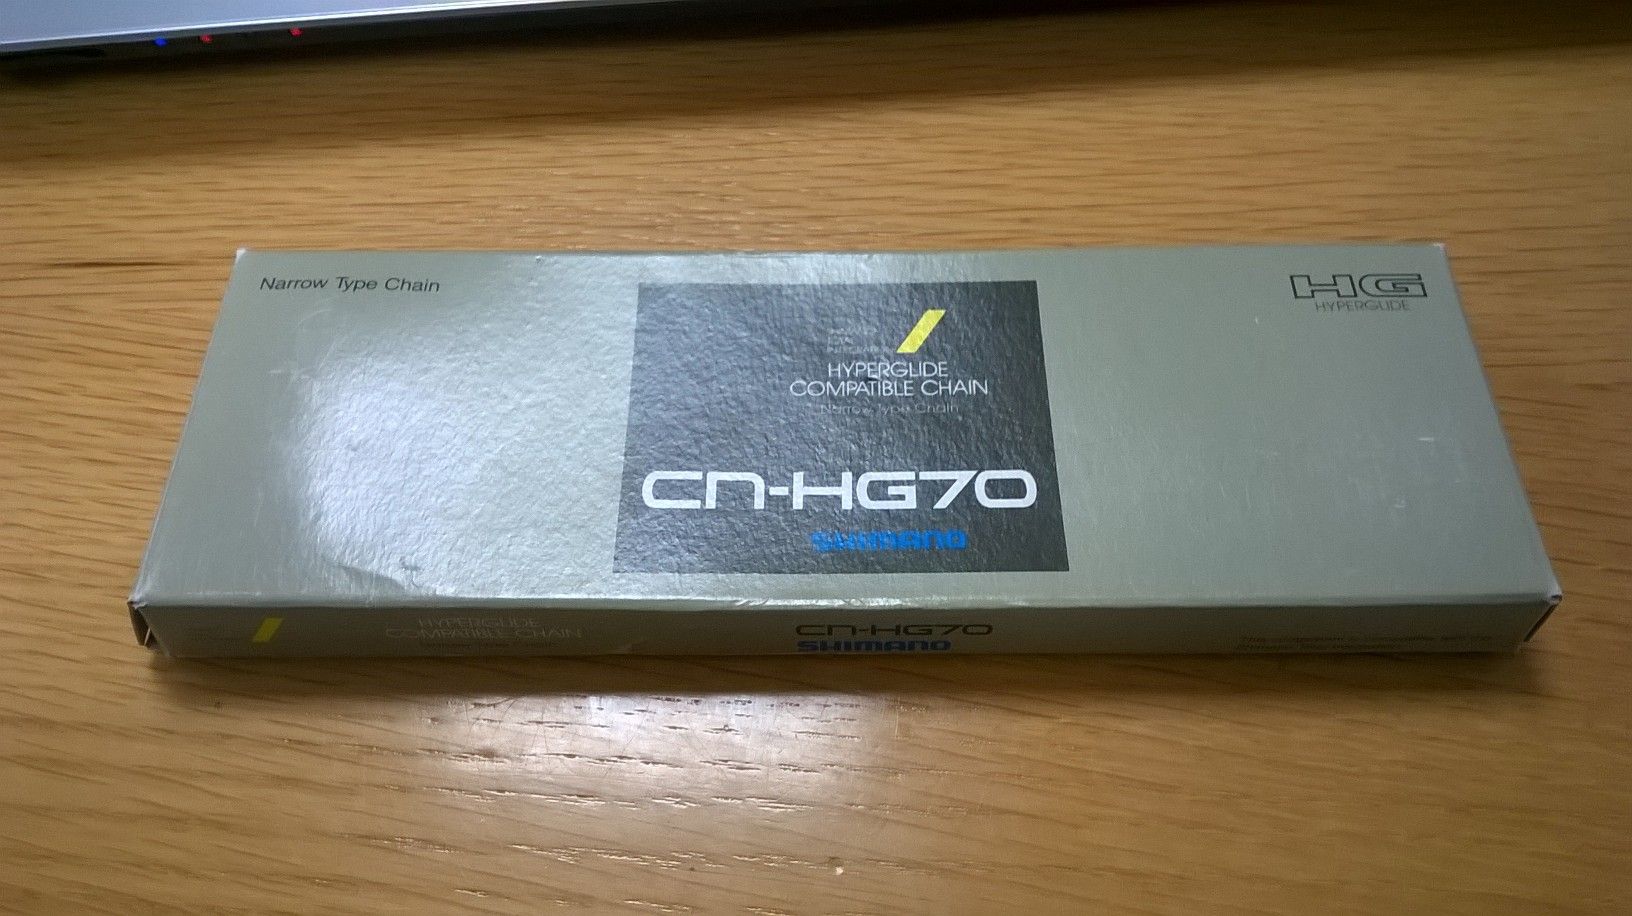 Narrow Type Chain
HG
HYPERGLIDE
HYPERGLIDE
COMPATIBLE CHAIN
Narrow Type Chain
CN-HG70
SHIMANO
HYPERGLIDE
COMPATIBLE CHAIN
CN-HG70
SHIMANO